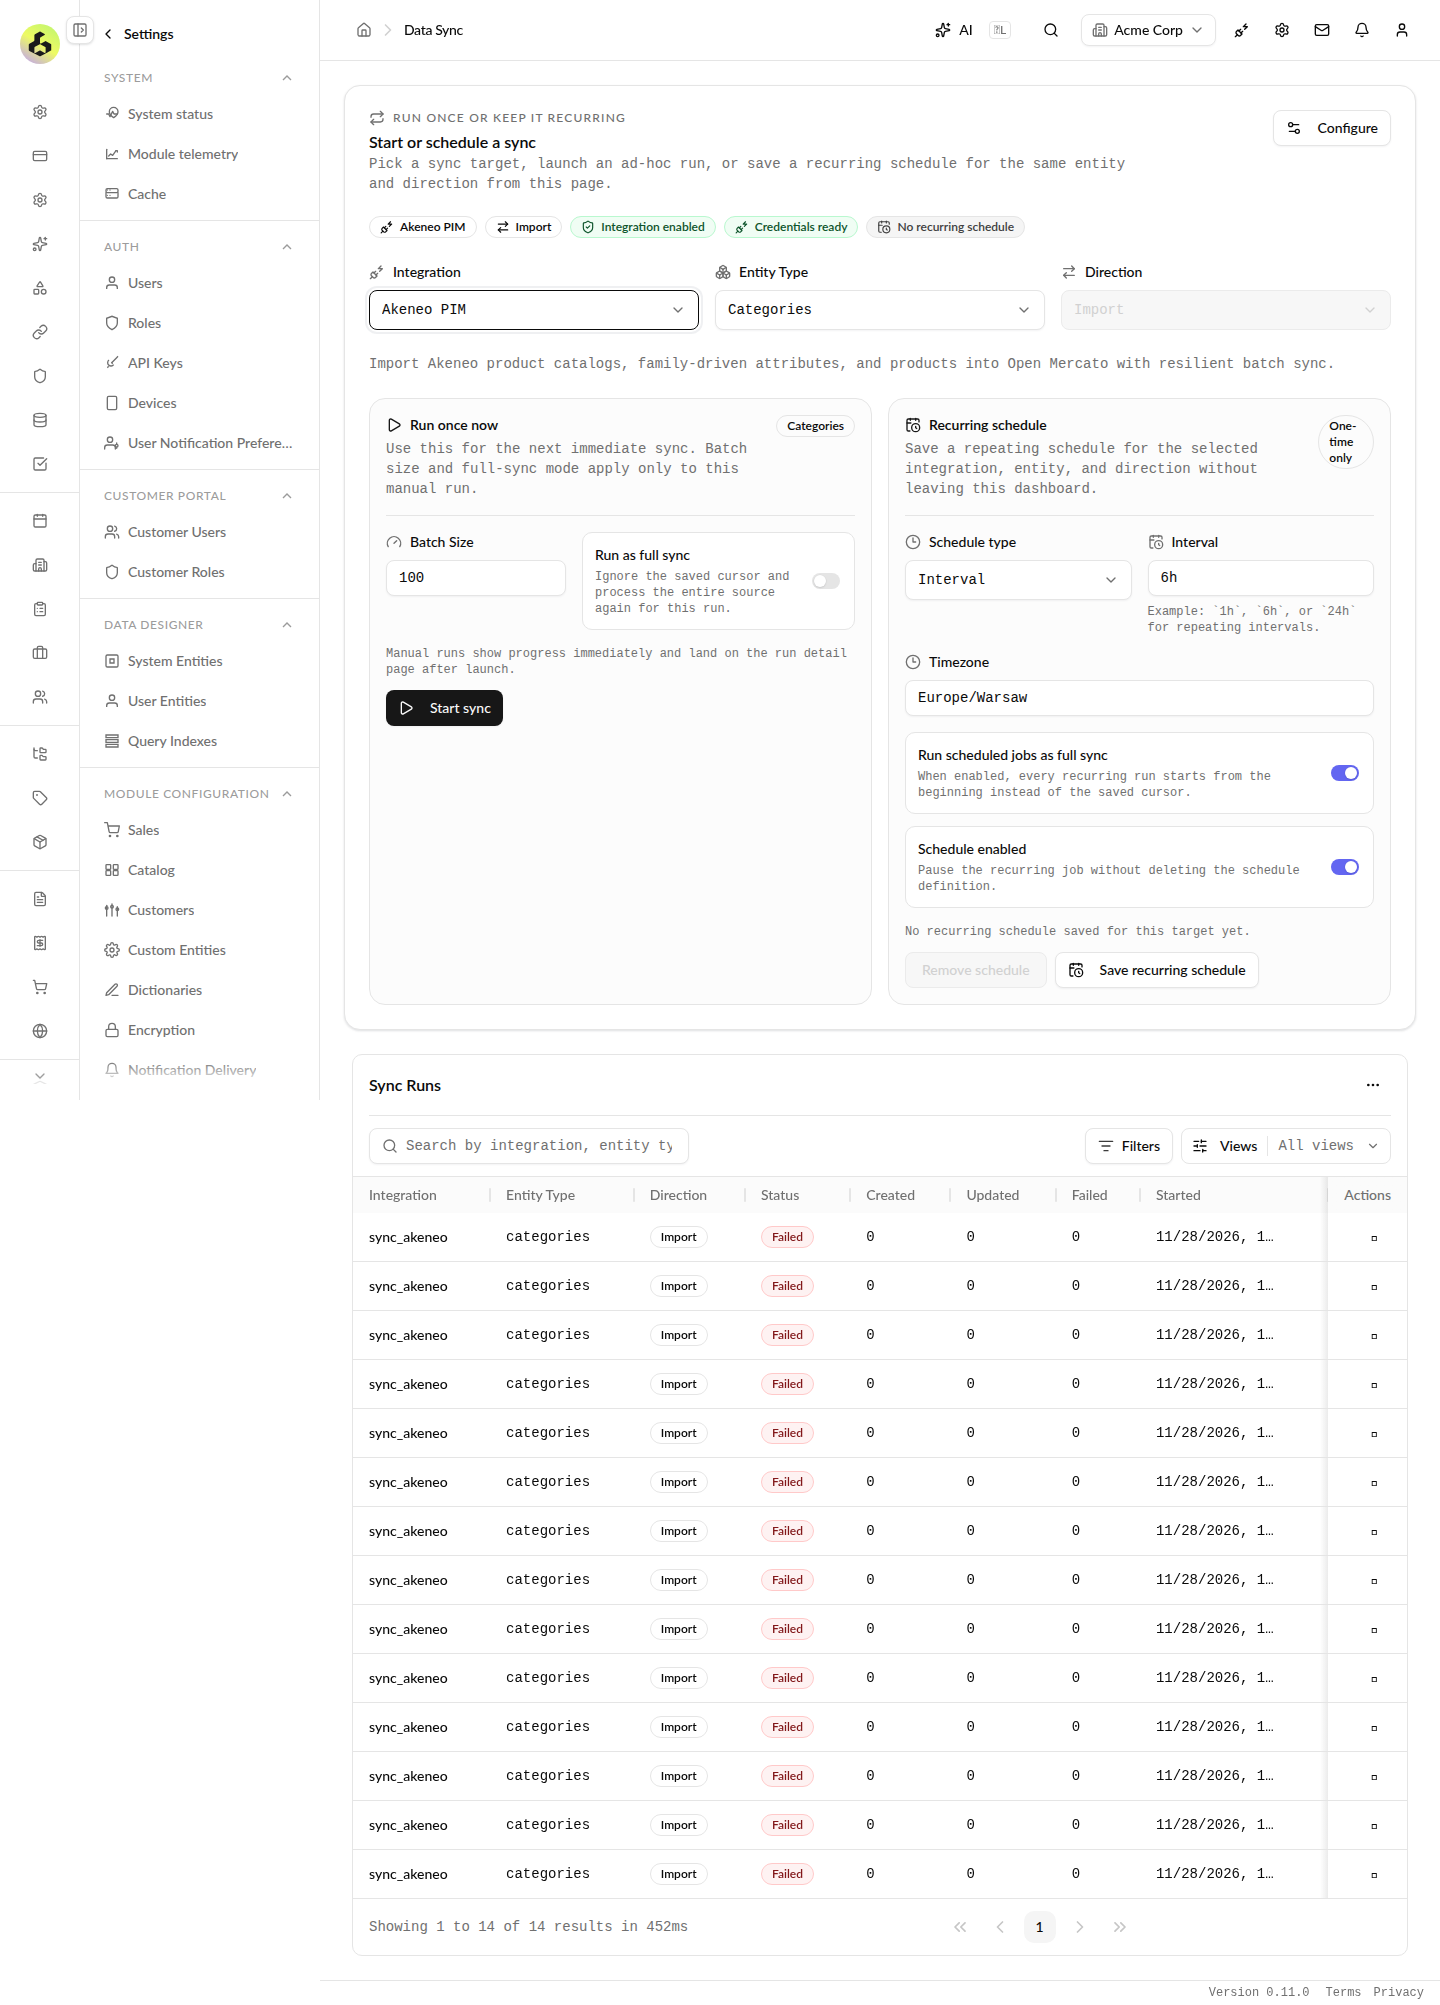 Settings
Data Sync
AI
L
Acme Corp
SYSTEM
System status
Module telemetry
Cache
AUTH
Users
Roles
API Keys
Devices
User Notification Prefere...
CUSTOMER PORTAL
Customer Users
Customer Roles
DATA DESIGNER
System Entities
User Entities
Query Indexes
MODULE CONFIGURATION
Sales
Catalog
Customers
Custom Entities
Dictionaries
Encryption
Notification Delivery
RUN ONCE OR KEEP IT RECURRING
Start or schedule a sync
Pick a sync target, launch an ad-hoc run, or save a recurring schedule for the same entity
and direction from this page.
Configure
Akeneo PIM
Import
Integration enabled
Credentials ready
No recurring schedule
Integration
Entity Type
Direction
Akeneo PIM
Categories
Import
Import Akeneo product catalogs, family-driven attributes, and products into Open Mercato with resilient batch sync.
Run once now
Categories
Use this for the next immediate sync. Batch
size and full-sync mode apply only to this
manual run.
Batch Size
100
Run as full sync
Ignore the saved cursor and
process the entire source
again for this run.
Manual runs show progress immediately and land on the run detail
page after launch.
Start sync
Recurring schedule
One-
time
only
Save a repeating schedule for the selected
integration, entity, and direction without
leaving this dashboard.
Schedule type
Interval
Interval
6h
Example: `1h`, `6h`, or `24h`
for repeating intervals.
Timezone
Europe/Warsaw
Run scheduled jobs as full sync
When enabled, every recurring run starts from the
beginning instead of the saved cursor.
Schedule enabled
Pause the recurring job without deleting the schedule
definition.
No recurring schedule saved for this target yet.
Remove schedule
Save recurring schedule
Sync Runs
Search by integration, entity ty
Filters
Views
All views
Integration Entity Type Direction Status Created Updated Failed Started Actions
sync_akeneo categories Import Failed 0 0 0 11/28/2026, 1…
sync_akeneo categories Import Failed 0 0 0 11/28/2026, 1…
sync_akeneo categories Import Failed 0 0 0 11/28/2026, 1…
sync_akeneo categories Import Failed 0 0 0 11/28/2026, 1…
sync_akeneo categories Import Failed 0 0 0 11/28/2026, 1…
sync_akeneo categories Import Failed 0 0 0 11/28/2026, 1…
sync_akeneo categories Import Failed 0 0 0 11/28/2026, 1…
sync_akeneo categories Import Failed 0 0 0 11/28/2026, 1…
sync_akeneo categories Import Failed 0 0 0 11/28/2026, 1…
sync_akeneo categories Import Failed 0 0 0 11/28/2026, 1…
sync_akeneo categories Import Failed 0 0 0 11/28/2026, 1…
sync_akeneo categories Import Failed 0 0 0 11/28/2026, 1…
sync_akeneo categories Import Failed 0 0 0 11/28/2026, 1…
sync_akeneo categories Import Failed 0 0 0 11/28/2026, 1…
Showing 1 to 14 of 14 results in 452ms
1
Version 0.11.0 Terms Privacy